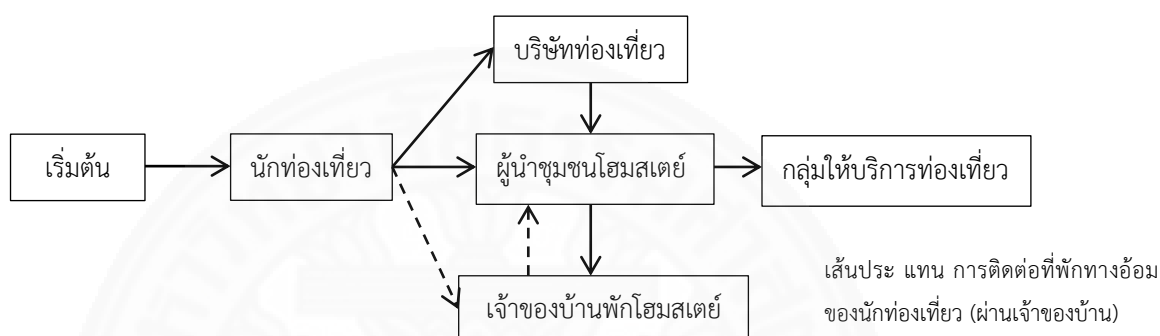 บริษัทท่องเที่ยว
เริ่มต้น
นักท่องเที่ยว
ผู้นำชุมชนโฮมสเตย์
กลุ่มให้บริการท่องเที่ยว
เจ้าของบ้านพักโฮมสเตย์
เส้นประ แทน การติดต่อที่พักทางอ้อม
ของนักท่องเที่ยว (ผ่านเจ้าของบ้าน)